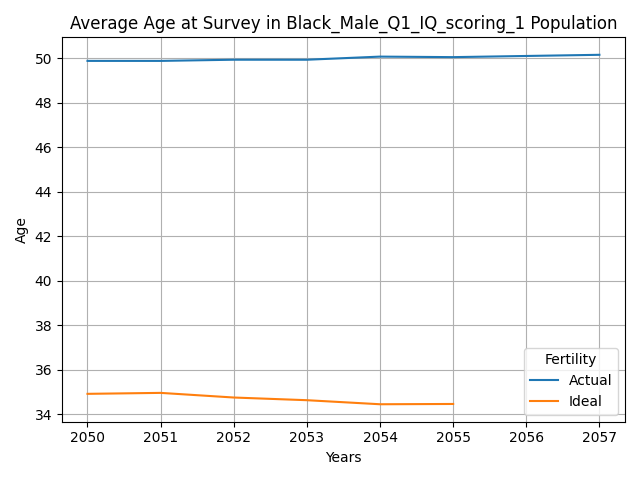 Average Age at Survey in Black_Male_Q1_IQ_scoring_1 Population
Age
50
48
46
44
42
40
38
36
34
Fertility
Actual
Ideal
2050 2051 2052 2053 2054 2055 2056 2057
Years